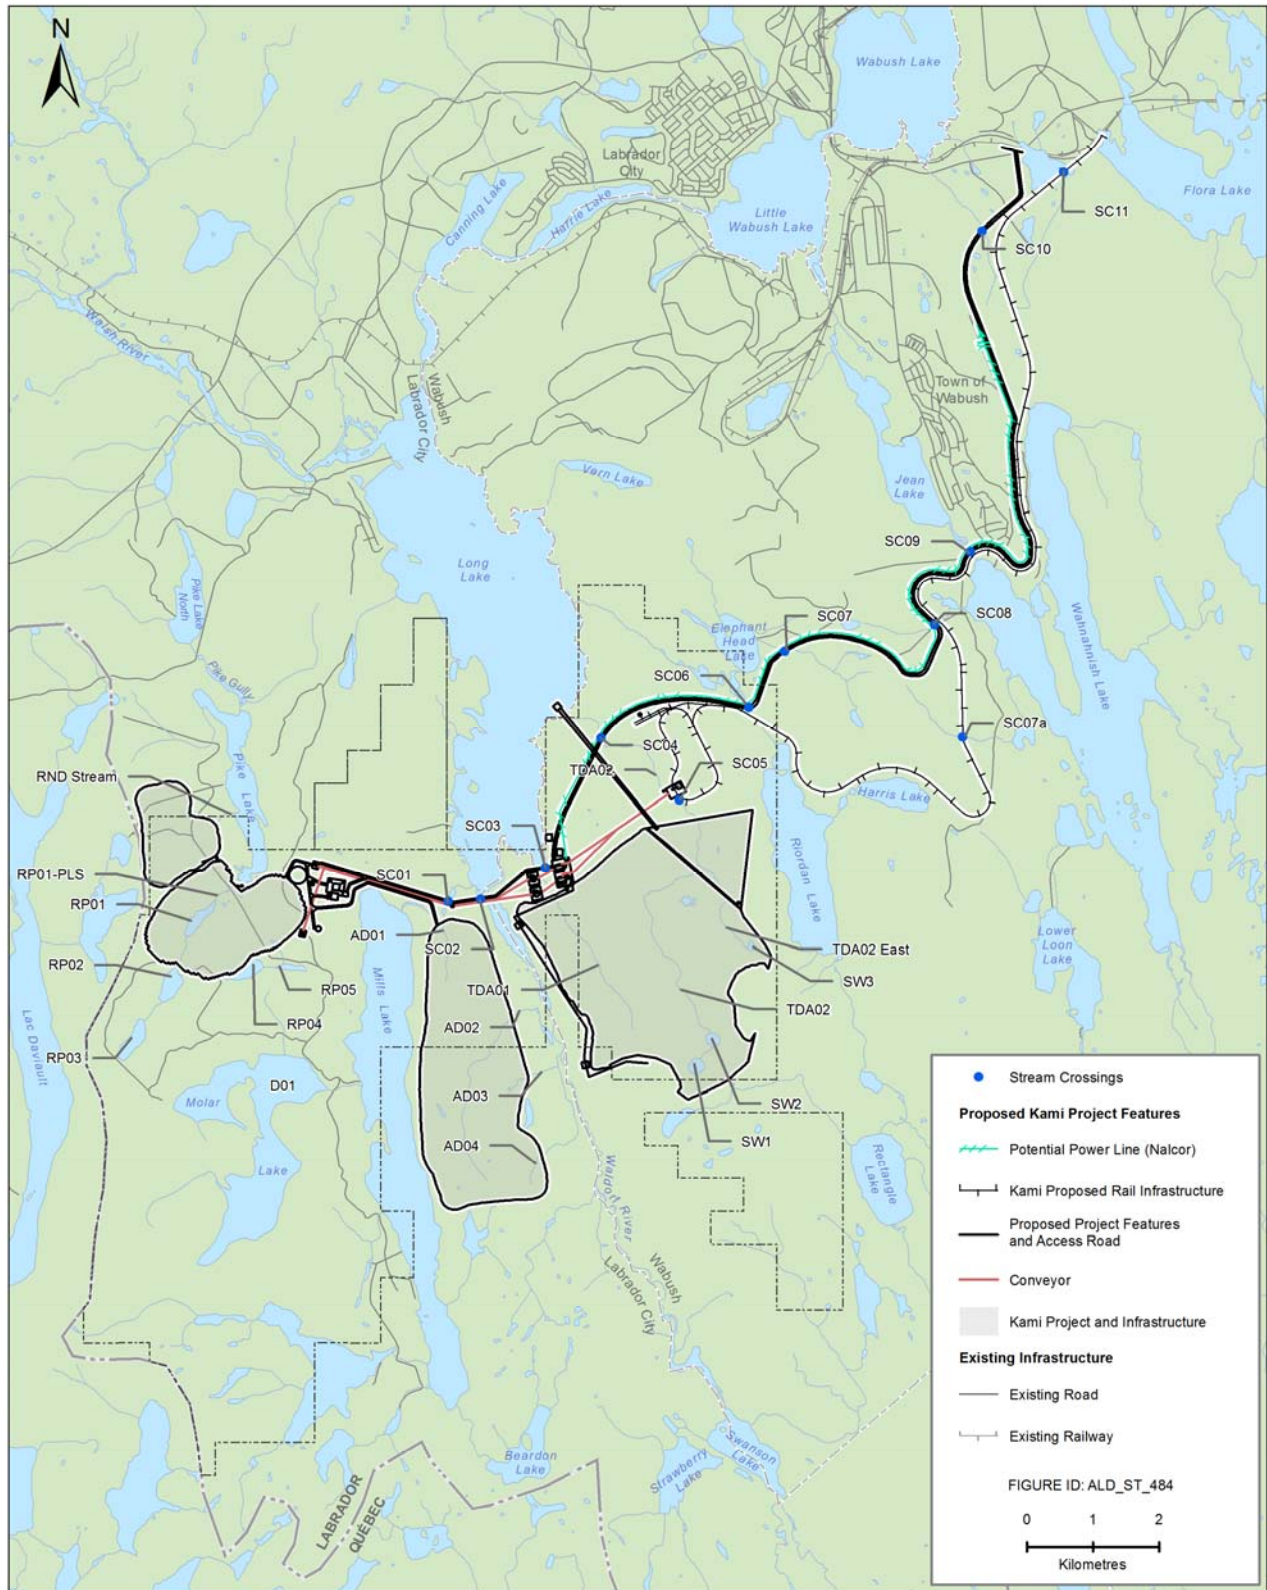 N
Wabush Lake
Labrador
City
Flora Lake
Canning Lake
Harrie Lake
Little
Wabush Lake
SC11
SC10
Walsh River
Wabush
Labrador City
Town of
Wabush
Vern Lake
Jean
Lake
SC09
Long
Lake
Pike Lake
North
SC07
SC08
Elephant
Head
Lake
Wahnahnish Lake
Pike Gully
SC06
SC04
SC07a
TDA02
SC05
RND Stream
Pike Lake
Harris Lake
SC03
RP01-PLS
SC01
Riordan Lake
RP01
AD01
SC02
Lower
Loon
Lake
TDA02 East
RP02
SW3
RP05
TDA01
Mills Lake
TDA02
RP04
AD02
Lac Daviault
RP03
D01
Molar
Lake
AD03
SW2
SW1
AD04
Rectangle
Lake
Waldorf River
Wabush
Labrador City
Beardon
Lake
Strawberry
Lake
Swanson
Lake
LABRADOR
QUÉBEC
Stream Crossings
Proposed Kami Project Features
Potential Power Line (Nalcor)
Kami Proposed Rail Infrastructure
Proposed Project Features
and Access Road
Conveyor
Kami Project and Infrastructure
Existing Infrastructure
Existing Road
Existing Railway
FIGURE ID: ALD_ST_484
0 1 2
Kilometres